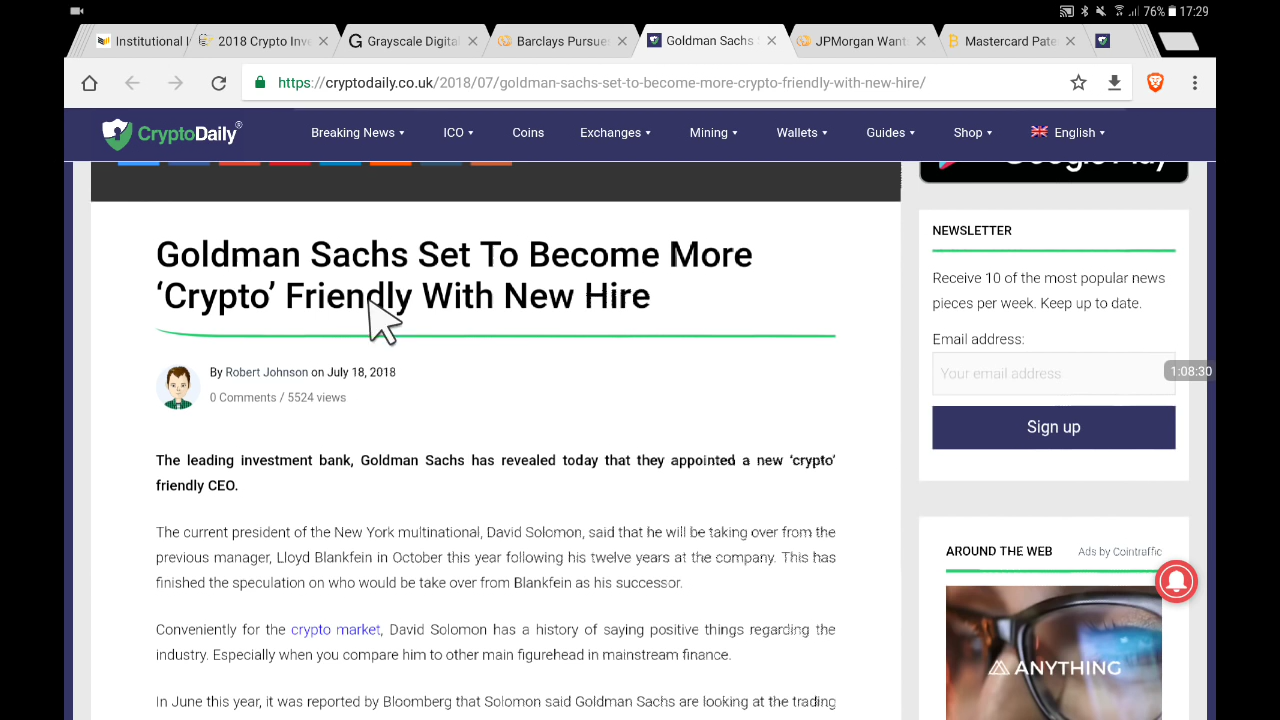 76% 17:29
Institutional I
2018 Crypto Inve
Grayscale Digital
Barclays Pursue
Goldman Sachs
JPMorgan Want
Mastercard Pate
https://cryptodaily.co.uk/2018/07/goldman-sachs-set-to-become-more-crypto-friendly-with-new-hire/
CryptoDaily®
Breaking News
ICO
Coins
Exchanges
Mining
Wallets
Guides
Shop
English
Google Play
Goldman Sachs Set To Become More
‘Crypto’ Friendly With New Hire
By Robert Johnson on July 18, 2018
0 Comments / 5524 views
The leading investment bank, Goldman Sachs has revealed today that they appointed a new ‘crypto’
friendly CEO.
The current president of the New York multinational, David Solomon, said that he will be taking over from the
previous manager, Lloyd Blankfein in October this year following his twelve years at the company. This has
finished the speculation on who would be take over from Blankfein as his successor.
Conveniently for the crypto market, David Solomon has a history of saying positive things regarding the
industry. Especially when you compare him to other main figurehead in mainstream finance.
In June this year, it was reported by Bloomberg that Solomon said Goldman Sachs are looking at the trading
NEWSLETTER
Receive 10 of the most popular news
pieces per week. Keep up to date.
Email address:
Your email address
1:08:30
Sign up
AROUND THE WEB
Ads by Cointraffic
ANYTHING